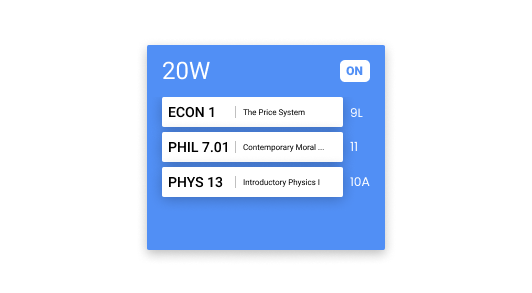 20W ON
ECON 1 The Price System 9L
PHIL 7.01 Contemporary Moral ... 11
PHYS 13 Introductory Physics I 10A